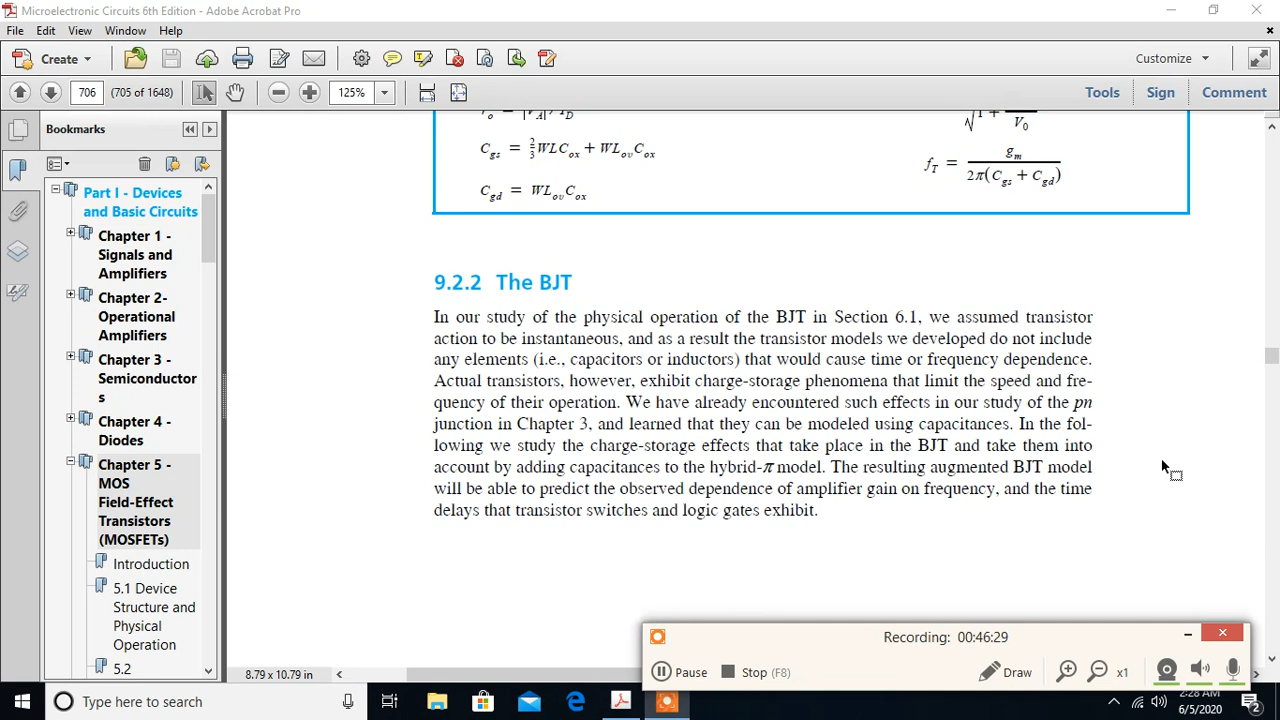 Microelectronic Circuits 6th Edition - Adobe Acrobat Pro
File Edit View Window Help
Create
Customize
706 (705 of 1648)
125%
Tools Sign Comment
Bookmarks
Part I - Devices
and Basic Circuits
Chapter 1 -
Signals and
Amplifiers
Chapter 2-
Operational
Amplifiers
Chapter 3 -
Semiconductor
s
Chapter 4 -
Diodes
Chapter 5 -
MOS
Field-Effect
Transistors
(MOSFETs)
Introduction
5.1 Device
Structure and
Physical
Operation
5.2
C_gs = 2/3 WLC_ox + WL_ov C_ox
C_gd = WL_ov C_ox
V_0
f_T = g_m / 2π(C_gs + C_gd)
9.2.2 The BJT
In our study of the physical operation of the BJT in Section 6.1, we assumed transistor
action to be instantaneous, and as a result the transistor models we developed do not include
any elements (i.e., capacitors or inductors) that would cause time or frequency dependence.
Actual transistors, however, exhibit charge-storage phenomena that limit the speed and fre-
quency of their operation. We have already encountered such effects in our study of the pn
junction in Chapter 3, and learned that they can be modeled using capacitances. In the fol-
lowing we study the charge-storage effects that take place in the BJT and take them into
account by adding capacitances to the hybrid-π model. The resulting augmented BJT model
will be able to predict the observed dependence of amplifier gain on frequency, and the time
delays that transistor switches and logic gates exhibit.
8.79 x 10.79 in
Recording: 00:46:29
Pause Stop (F8) Draw x1
Type here to search
2:28 AM
6/5/2020
2